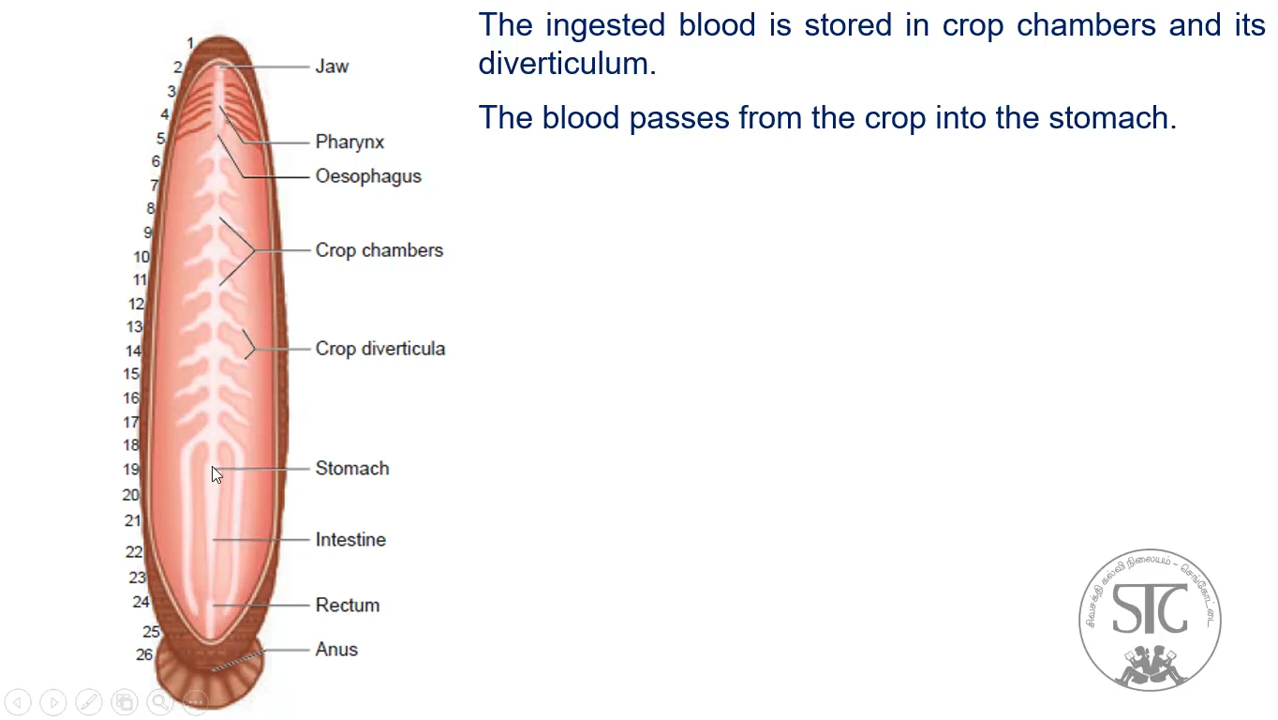 The ingested blood is stored in crop chambers and its
diverticulum.
The blood passes from the crop into the stomach.
1
2
3
4
5
6
7
8
9
10
11
12
13
14
15
16
17
18
19
20
21
22
23
24
25
26
Jaw
Pharynx
Oesophagus
Crop chambers
Crop diverticula
Stomach
Intestine
Rectum
Anus
சிவசக்தி கல்வி நிலையம் - செங்கோட்டை
STC